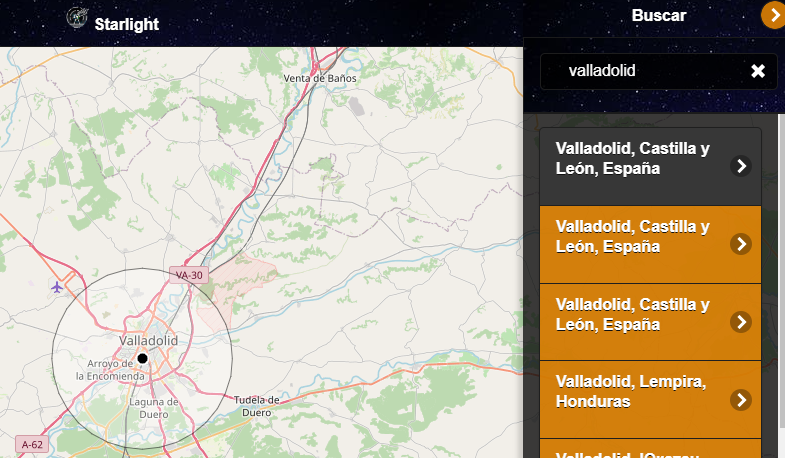 Starlight
Buscar
valladolid
Venta de Baños
VA-30
Valladolid
Arroyo de
la Encomienda
Laguna de
Duero
Tudela de
Duero
A-62
Valladolid, Castilla y
León, España
Valladolid, Castilla y
León, España
Valladolid, Castilla y
León, España
Valladolid, Lempira,
Honduras